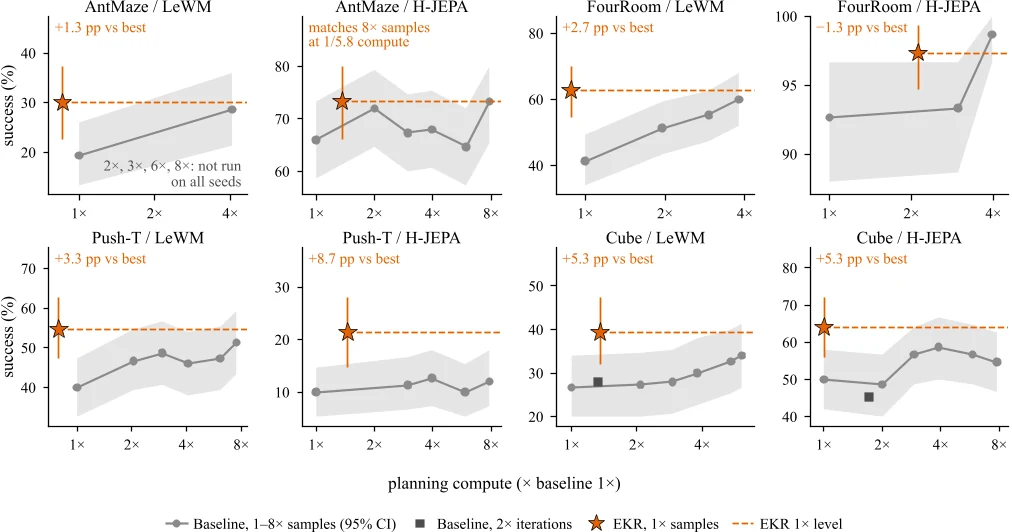 AntMaze / LeWM
AntMaze / H-JEPA
FourRoom / LeWM
FourRoom / H-JEPA
+1.3 pp vs best
matches 8× samples
at 1/5.8 compute
+2.7 pp vs best
−1.3 pp vs best
success (%)
40
30
20
80
70
60
80
60
40
100
95
90
2×, 3×, 6×, 8×: not run
on all seeds
1×
2×
4×
1×
2×
4×
8×
1×
2×
4×
1×
2×
4×
Push-T / LeWM
Push-T / H-JEPA
Cube / LeWM
Cube / H-JEPA
+3.3 pp vs best
+8.7 pp vs best
+5.3 pp vs best
+5.3 pp vs best
success (%)
70
60
50
40
30
20
10
50
40
30
20
80
70
60
50
40
1×
2×
4×
8×
1×
2×
4×
8×
1×
2×
4×
1×
2×
4×
8×
planning compute (× baseline 1×)
Baseline, 1–8× samples (95% CI)
Baseline, 2× iterations
EKR, 1× samples
EKR 1× level